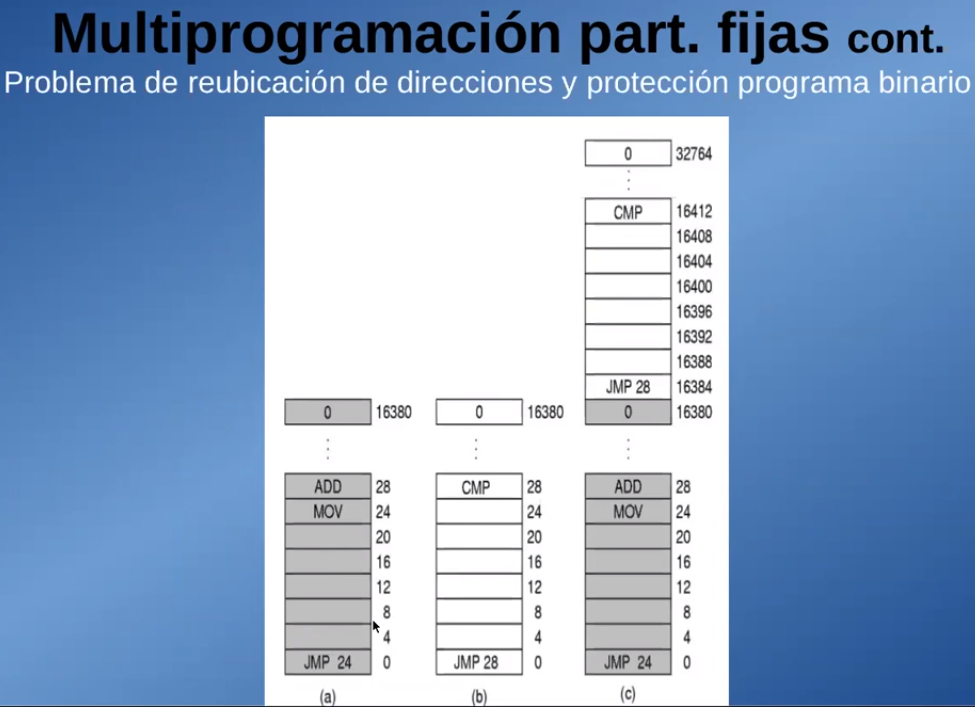 Multiprogramación part. fijas cont.
Problema de reubicación de direcciones y protección programa binario
0 32764
CMP 16412
16408
16404
16400
16396
16392
16388
JMP 28 16384
0 16380 0 16380 0 16380
ADD 28 CMP 28 ADD 28
MOV 24 24 MOV 24
20 20 20
16 16 16
12 12 12
8 8 8
4 4 4
JMP 24 0 JMP 28 0 JMP 24 0
(a) (b) (c)